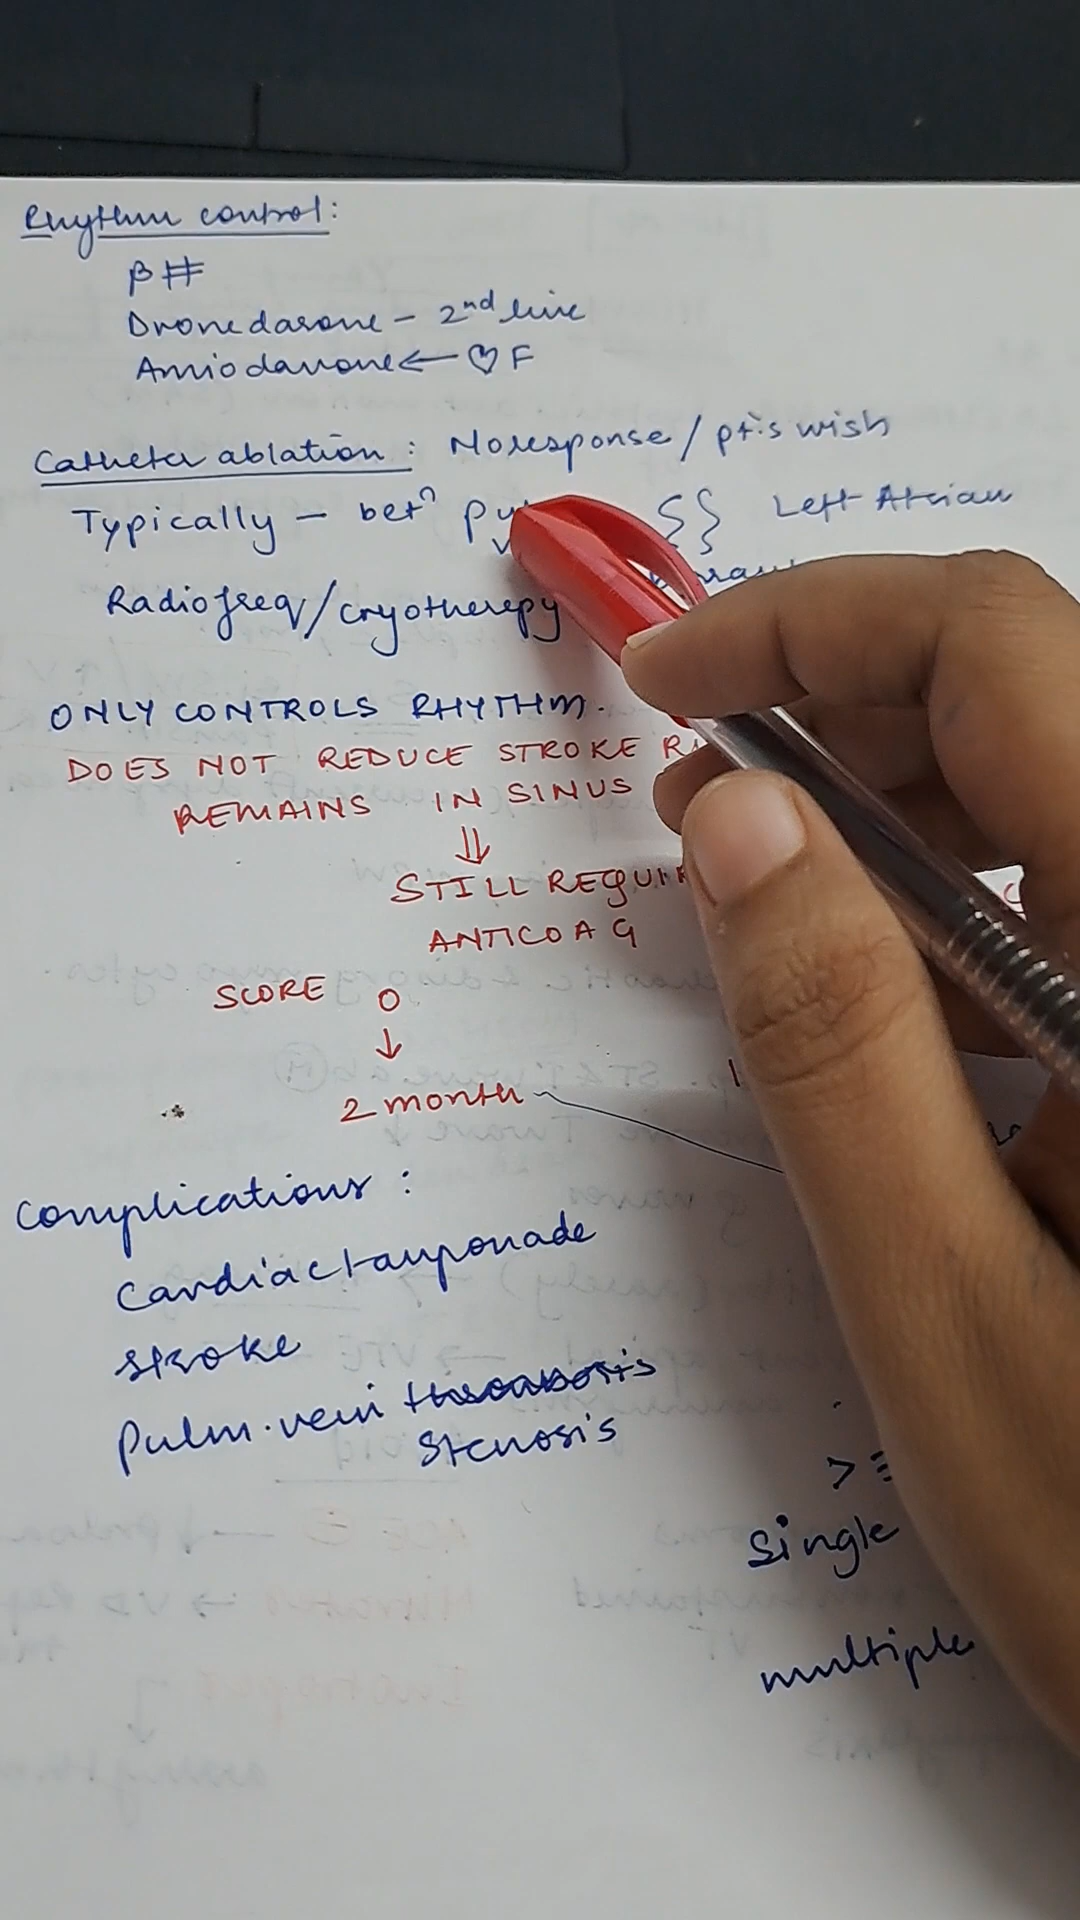 Rhythm control:
β#
Dronedarone - 2nd line
Amiodarone ← ♡ F
Catheter ablation: No response / pt's wish
Typically - betn Left Atrium
Radiofreq/cryotherepy
ONLY CONTROLS RHYTHM.
DOES NOT REDUCE STROKE
REMAINS IN SINUS
⇓
STILL
ANTICOAG
SCORE 0
↓
2 month
Complications:
Cardiac tamponade
Stroke
Pulm. vein
Stenosis
Single
multiple